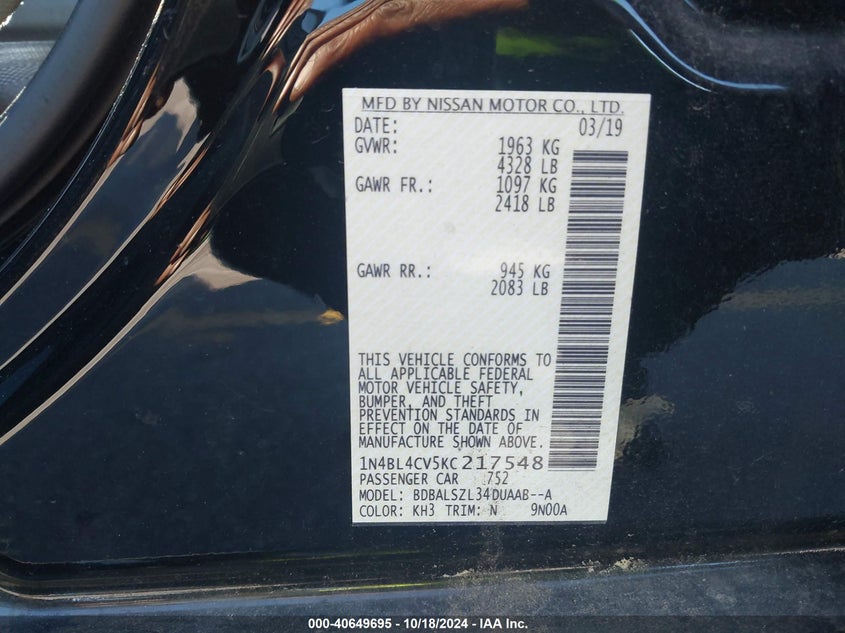 MFD BY NISSAN MOTOR CO., LTD.
DATE: 03/19
GVWR: 1963 KG
4328 LB
GAWR FR.: 1097 KG
2418 LB
GAWR RR.: 945 KG
2083 LB
THIS VEHICLE CONFORMS TO
ALL APPLICABLE FEDERAL
MOTOR VEHICLE SAFETY,
BUMPER, AND THEFT
PREVENTION STANDARDS IN
EFFECT ON THE DATE OF
MANUFACTURE SHOWN ABOVE.
1N4BL4CV5KC217548
PASSENGER CAR 752
MODEL: BDBALSZL34DUAAB--A
COLOR: KH3 TRIM: N 9N00A
000-40649695 - 10/18/2024 - IAA Inc.